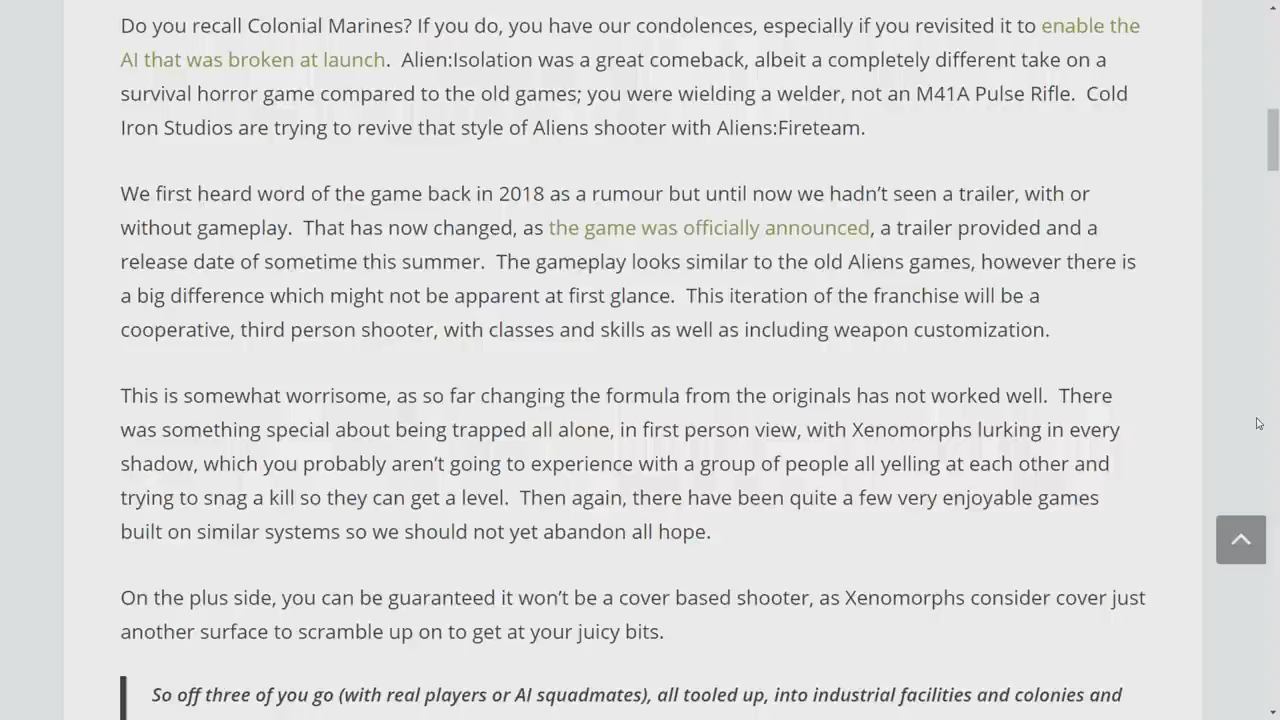 Do you recall Colonial Marines? If you do, you have our condolences, especially if you revisited it to enable the
AI that was broken at launch.  Alien:Isolation was a great comeback, albeit a completely different take on a
survival horror game compared to the old games; you were wielding a welder, not an M41A Pulse Rifle.  Cold
Iron Studios are trying to revive that style of Aliens shooter with Aliens:Fireteam.
We first heard word of the game back in 2018 as a rumour but until now we hadn't seen a trailer, with or
without gameplay.  That has now changed, as the game was officially announced, a trailer provided and a
release date of sometime this summer.  The gameplay looks similar to the old Aliens games, however there is
a big difference which might not be apparent at first glance.  This iteration of the franchise will be a
cooperative, third person shooter, with classes and skills as well as including weapon customization.
This is somewhat worrisome, as so far changing the formula from the originals has not worked well.  There
was something special about being trapped all alone, in first person view, with Xenomorphs lurking in every
shadow, which you probably aren't going to experience with a group of people all yelling at each other and
trying to snag a kill so they can get a level.  Then again, there have been quite a few very enjoyable games
built on similar systems so we should not yet abandon all hope.
On the plus side, you can be guaranteed it won't be a cover based shooter, as Xenomorphs consider cover just
another surface to scramble up on to get at your juicy bits.
So off three of you go (with real players or AI squadmates), all tooled up, into industrial facilities and colonies and